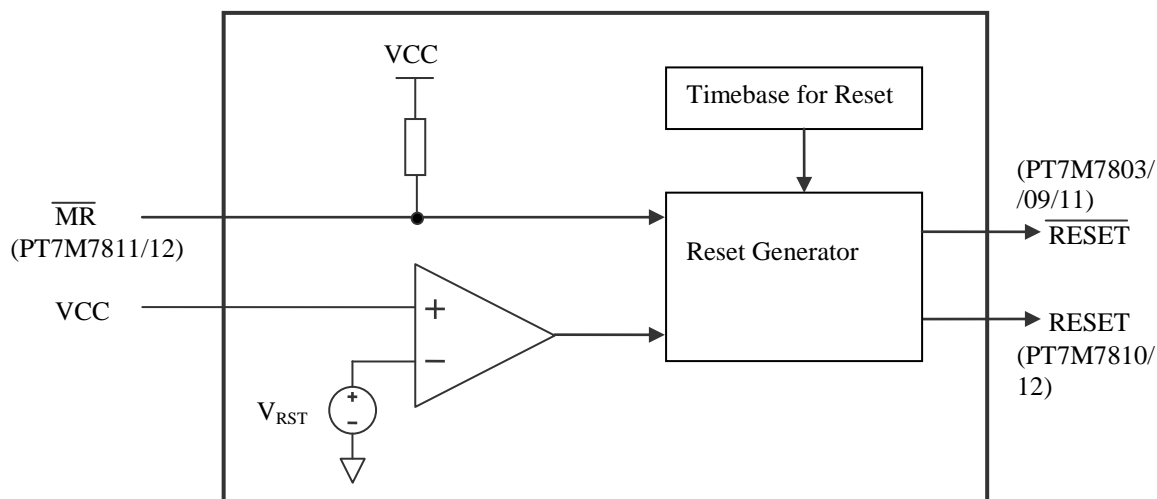 VCC
Timebase for Reset
(PT7M7803/
/09/11)
MR
(PT7M7811/12)
RESET
Reset Generator
VCC
+
−
RESET
(PT7M7810/
12)
VRST
+
-